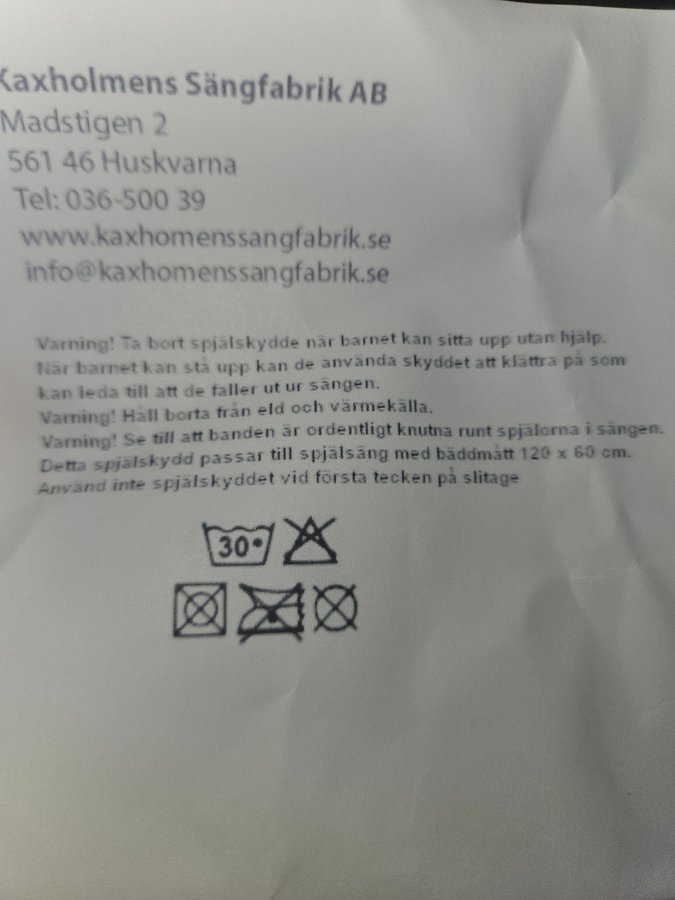 Kaxholmens Sängfabrik AB
Madstigen 2
561 46 Huskvarna
Tel: 036-500 39
www.kaxhomenssangfabrik.se
info@kaxhomenssangfabrik.se
Varning! Ta bort spjälskydde när barnet kan sitta upp utan hjälp.
När barnet kan stå upp kan de använda skyddet att klättra på som
kan leda till att de faller ut ur sängen.
Varning! Håll borta från eld och värmekälla.
Varning! Se till att banden är ordentligt knutna runt spjälorna i sängen.
Detta spjälskydd passar till spjälsäng med bäddmått 120 x 60 cm.
Använd inte spjälskyddet vid första tecken på slitage
30°